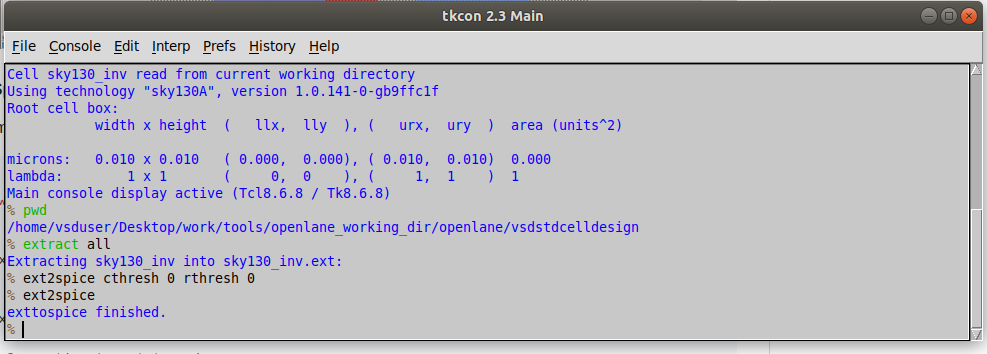 tkcon 2.3 Main
File Console Edit Interp Prefs History Help
Cell sky130_inv read from current working directory
Using technology "sky130A", version 1.0.141-0-gb9ffc1f
Root cell box:
width x height ( llx, lly ), ( urx, ury ) area (units^2)
microns: 0.010 x 0.010 ( 0.000, 0.000), ( 0.010, 0.010) 0.000
lambda: 1 x 1 ( 0, 0 ), ( 1, 1 ) 1
Main console display active (Tcl8.6.8 / Tk8.6.8)
% pwd
/home/vsduser/Desktop/work/tools/openlane_working_dir/openlane/vsdstdcelldesign
% extract all
Extracting sky130_inv into sky130_inv.ext:
% ext2spice cthresh 0 rthresh 0
% ext2spice
exttospice finished.
%